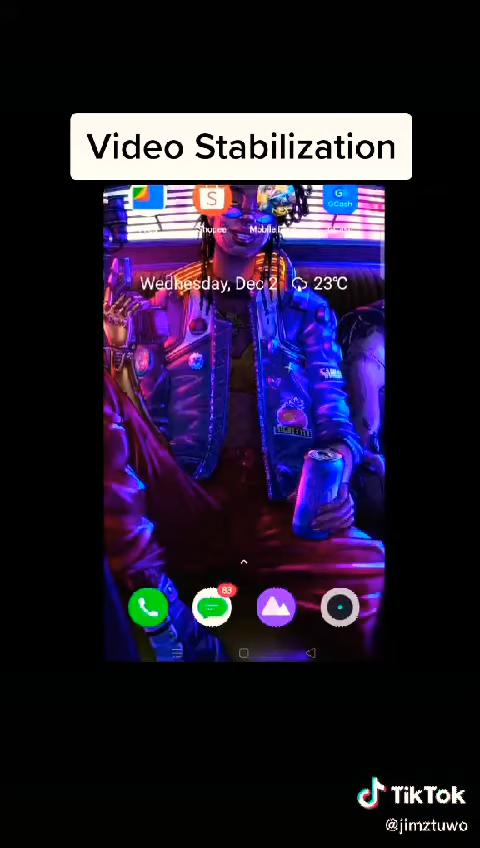 Video Stabilization
S
G
GCash
Shopee
Wednesday, Dec 2
23°C
83
TikTok
@jimztuwo